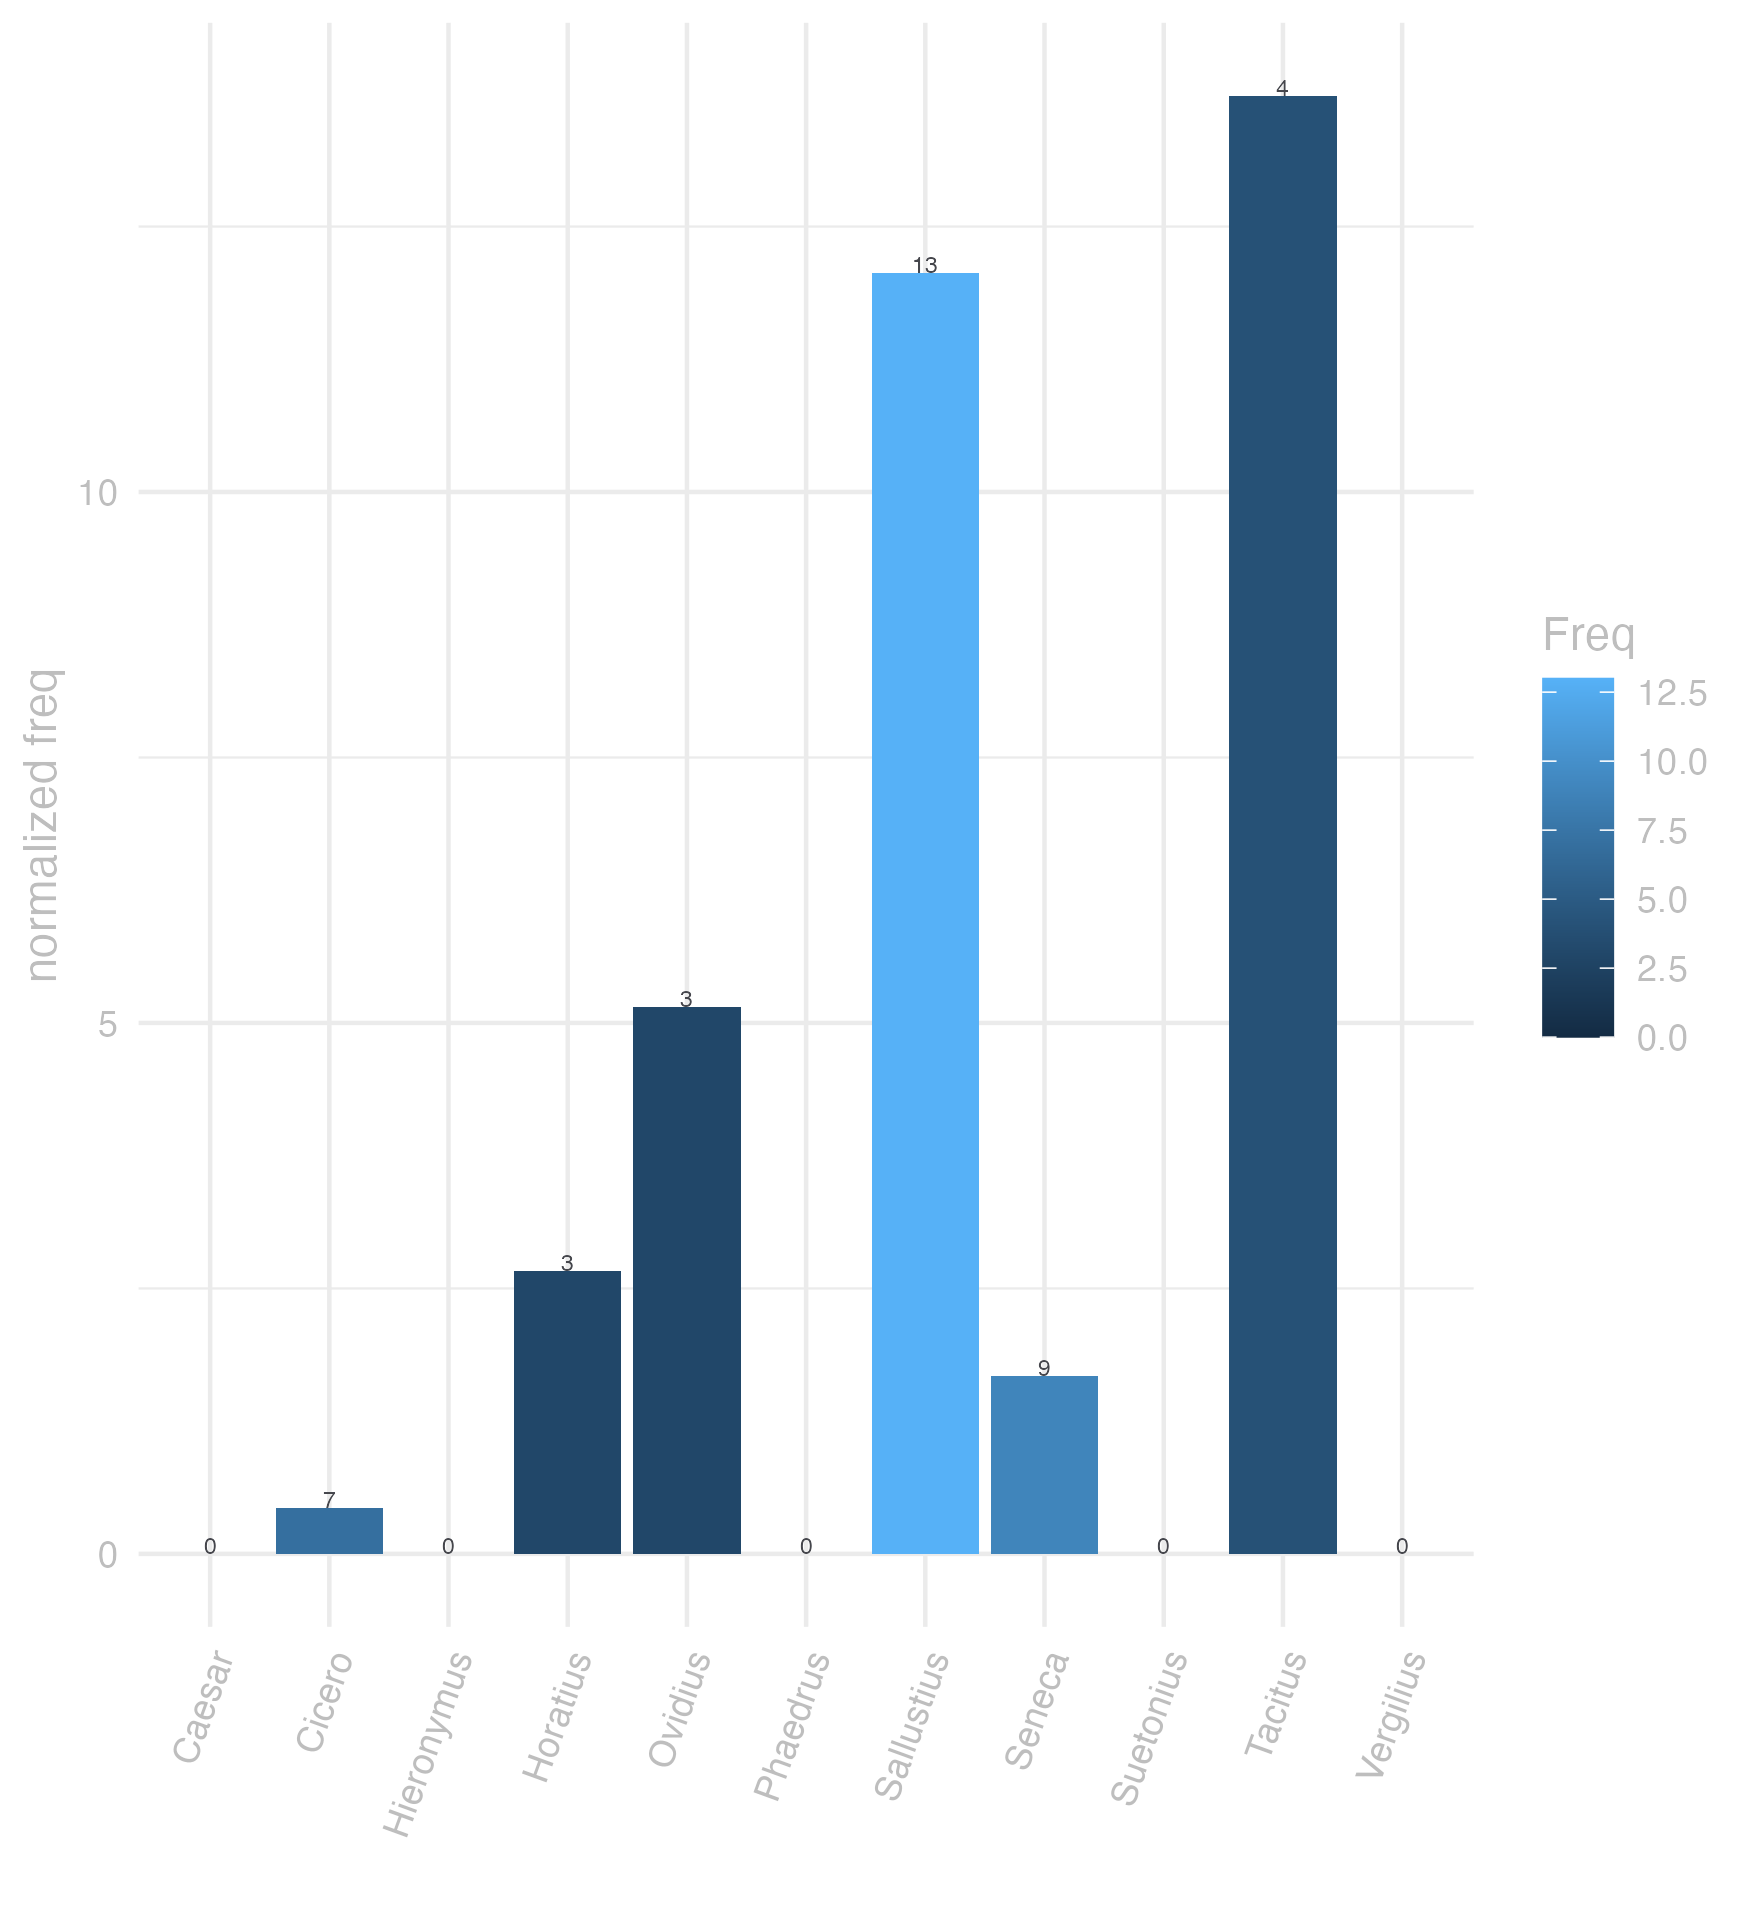 4
13
10
Freq
12.5
10.0
7.5
5.0
2.5
0.0
normalized freq
3
5
3
9
7
0
0
0
0
0
0
Caesar
Cicero
Hieronymus
Horatius
Ovidius
Phaedrus
Sallustius
Seneca
Suetonius
Tacitus
Vergilius